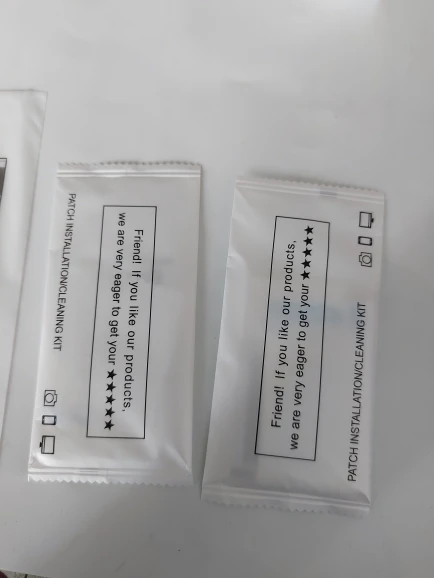 PATCH INSTALLATION/CLEANING KIT
Friend! If you like our products,
we are very eager to get your ★★★★★
Friend! If you like our products,
we are very eager to get your ★★★★★
PATCH INSTALLATION/CLEANING KIT